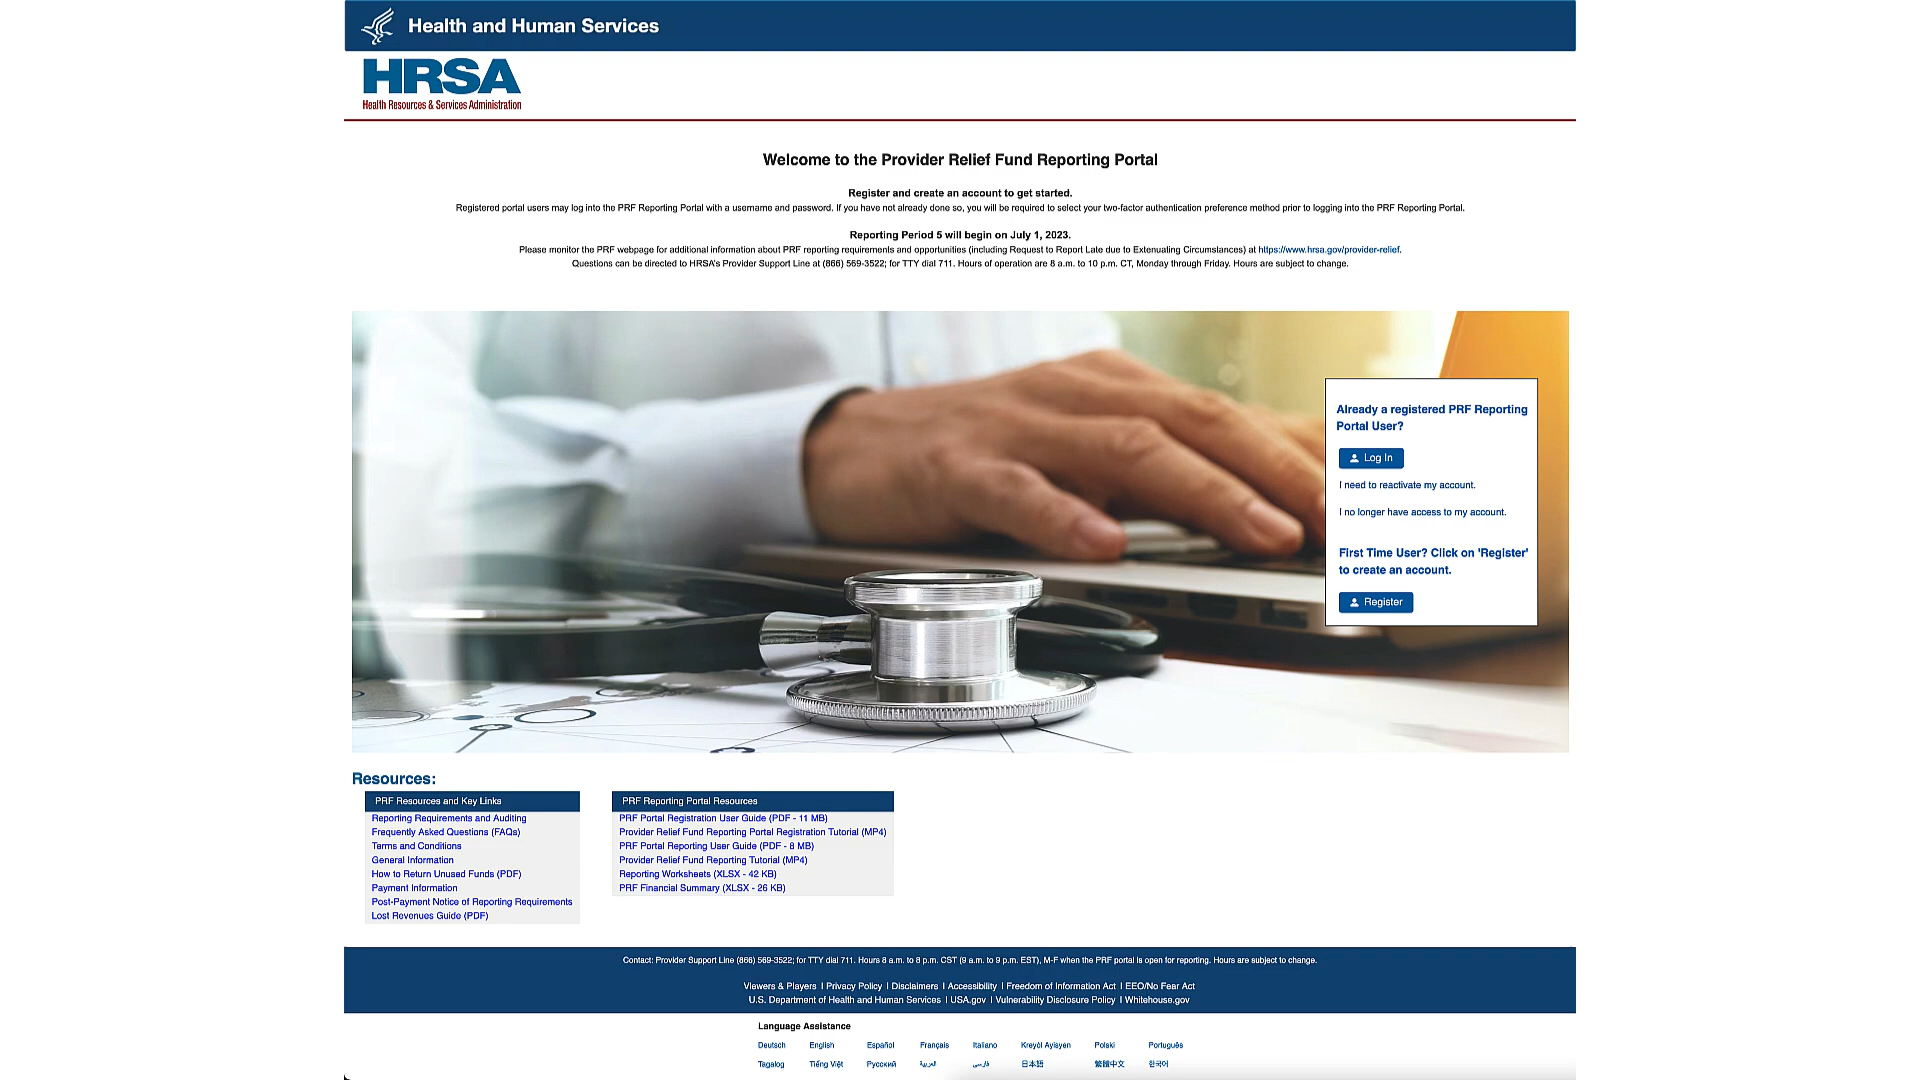 Health and Human Services
HRSA
Health Resources & Services Administration
Welcome to the Provider Relief Fund Reporting Portal
Register and create an account to get started.
Registered portal users may log into the PRF Reporting Portal with a username and password. If you have not already done so, you will be required to select your two-factor authentication preference method prior to logging into the PRF Reporting Portal.
Reporting Period 5 will begin on July 1, 2023.
Please monitor the PRF webpage for additional information about PRF reporting requirements and opportunities (including Request to Report Late due to Extenuating Circumstances) at https://www.hrsa.gov/provider-relief.
Questions can be directed to HRSA's Provider Support Line at (866) 569-3522; for TTY dial 711. Hours of operation are 8 a.m. to 10 p.m. CT, Monday through Friday. Hours are subject to change.
Already a registered PRF Reporting
Portal User?
Log In
I need to reactivate my account.
I no longer have access to my account.
First Time User? Click on 'Register'
to create an account.
Register
Resources:
PRF Resources and Key Links
Reporting Requirements and Auditing
Frequently Asked Questions (FAQs)
Terms and Conditions
General Information
How to Return Unused Funds (PDF)
Payment Information
Post-Payment Notice of Reporting Requirements
Lost Revenues Guide (PDF)
PRF Reporting Portal Resources
PRF Portal Registration User Guide (PDF - 11 MB)
Provider Relief Fund Reporting Portal Registration Tutorial (MP4)
PRF Portal Reporting User Guide (PDF - 8 MB)
Provider Relief Fund Reporting Tutorial (MP4)
Reporting Worksheets (XLSX - 42 KB)
PRF Financial Summary (XLSX - 26 KB)
Contact: Provider Support Line (866) 569-3522; for TTY dial 711. Hours 8 a.m. to 8 p.m. CST (9 a.m. to 9 p.m. EST), M-F when the PRF portal is open for reporting. Hours are subject to change.
Viewers & Players | Privacy Policy | Disclaimers | Accessibility | Freedom of Information Act | EEO/No Fear Act
U.S. Department of Health and Human Services | USA.gov | Vulnerability Disclosure Policy | Whitehouse.gov
Language Assistance
Deutsch English Español Français Italiano Kreyòl Ayisyen Polski Português
Tagalog Tiếng Việt Русский العربية فارسی 日本語 繁體中文 한국어